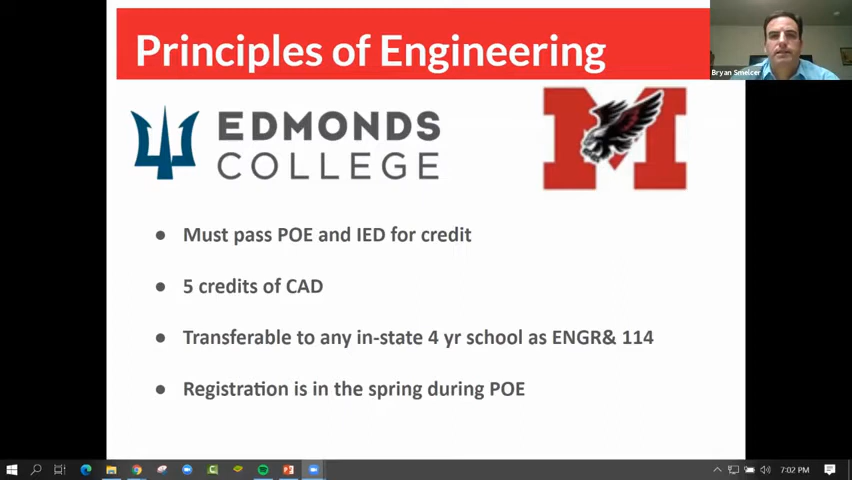 Principles of Engineering
Bryan Smelcer
EDMONDS
COLLEGE
M
● Must pass POE and IED for credit
● 5 credits of CAD
● Transferable to any in-state 4 yr school as ENGR& 114
● Registration is in the spring during POE
7:02 PM